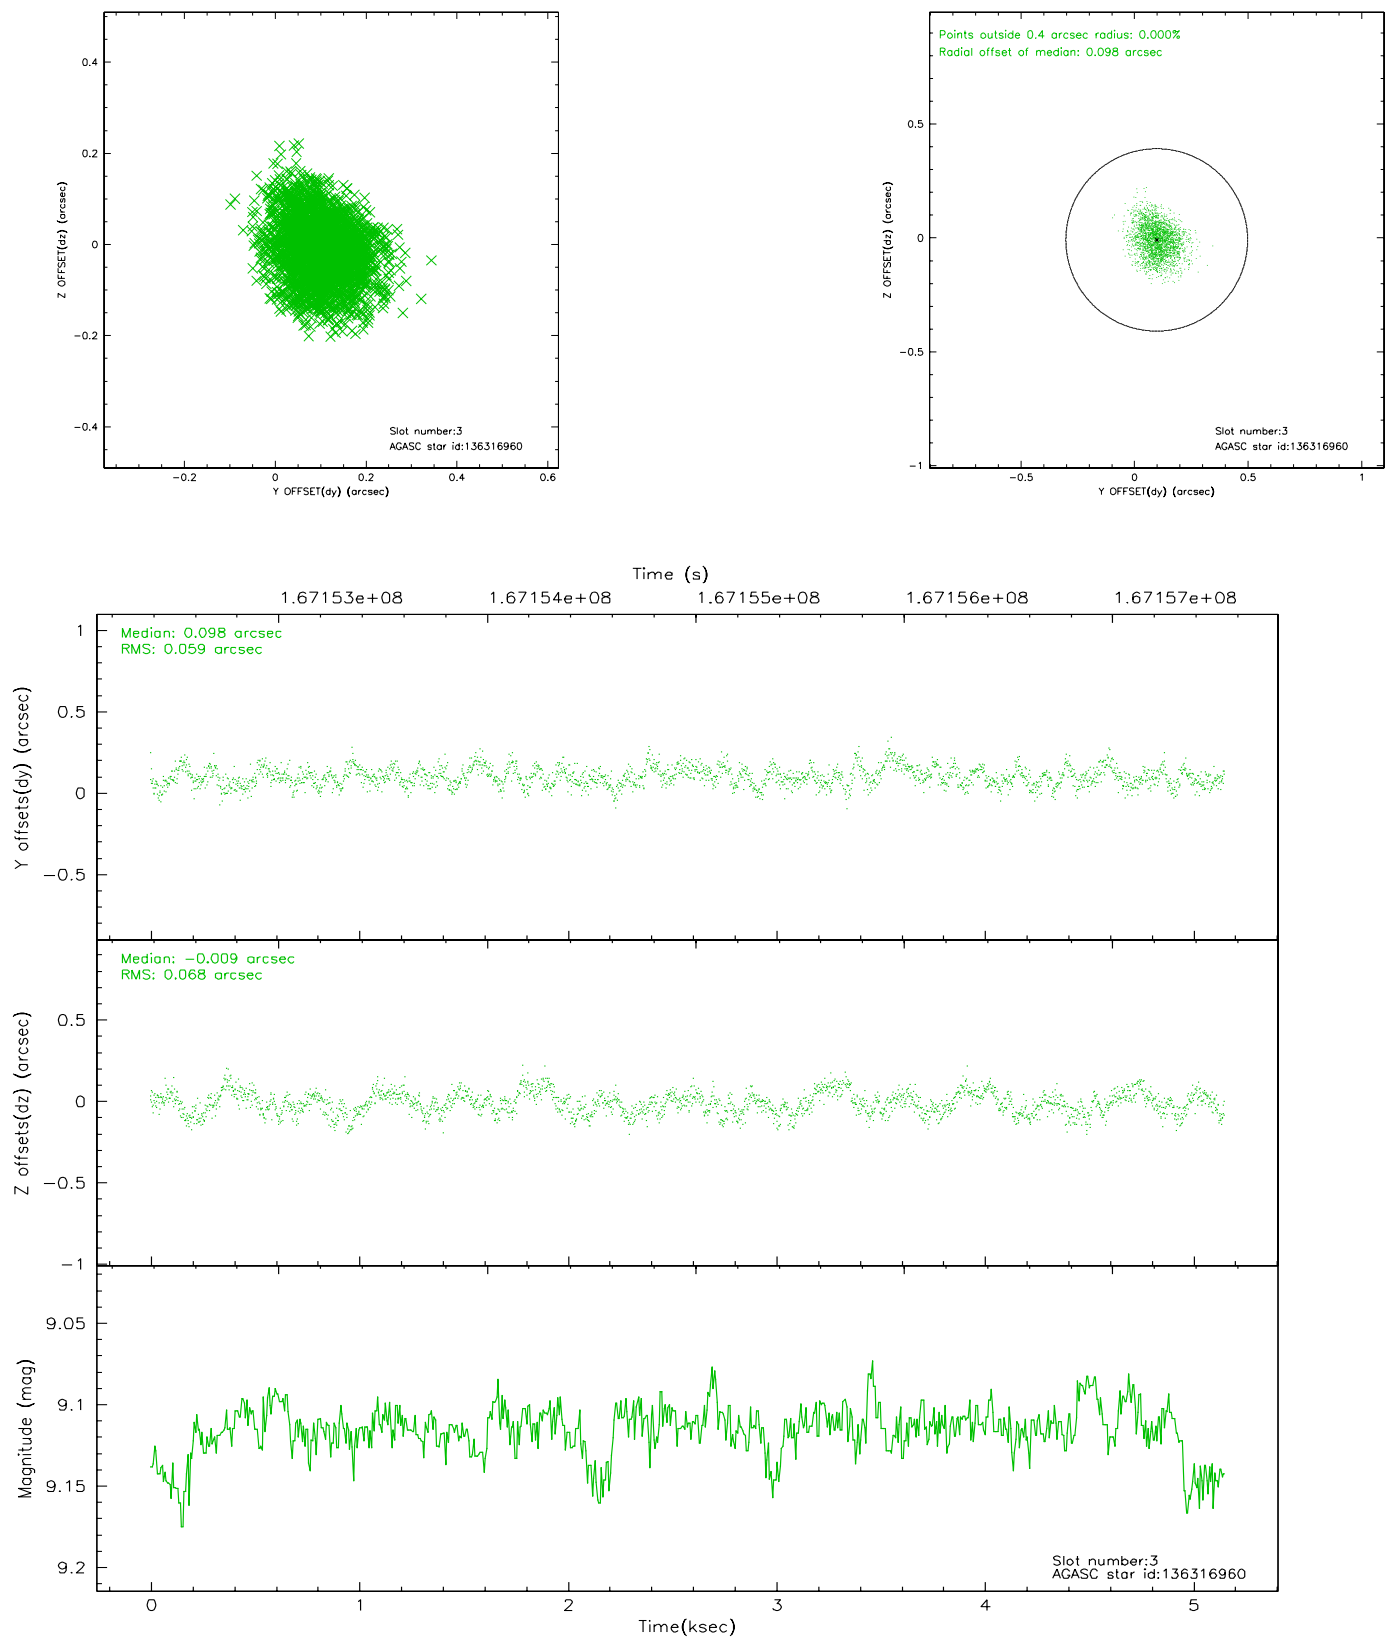 0.4
0.2
0
−0.2
−0.4
Z OFFSET(dz) (arcsec)
Slot number:3
AGASC star id:136316960
−0.2 0 0.2 0.4 0.6
Y OFFSET(dy) (arcsec)
Points outside 0.4 arcsec radius: 0.000%
Radial offset of median: 0.098 arcsec
0.5
0
−0.5
−1
Z OFFSET(dz) (arcsec)
Slot number:3
AGASC star id:136316960
−0.5 0 0.5 1
Y OFFSET(dy) (arcsec)
Time (s)
1.67153e+08 1.67154e+08 1.67155e+08 1.67156e+08 1.67157e+08
Median: 0.098 arcsec
RMS: 0.059 arcsec
1
0.5
0
−0.5
Y offsets(dy) (arcsec)
Median: −0.009 arcsec
RMS: 0.068 arcsec
0.5
0
−0.5
−1
Z offsets(dz) (arcsec)
9.05
9.1
9.15
9.2
Magnitude (mag)
Slot number:3
AGASC star id:136316960
0 1 2 3 4 5
Time(ksec)